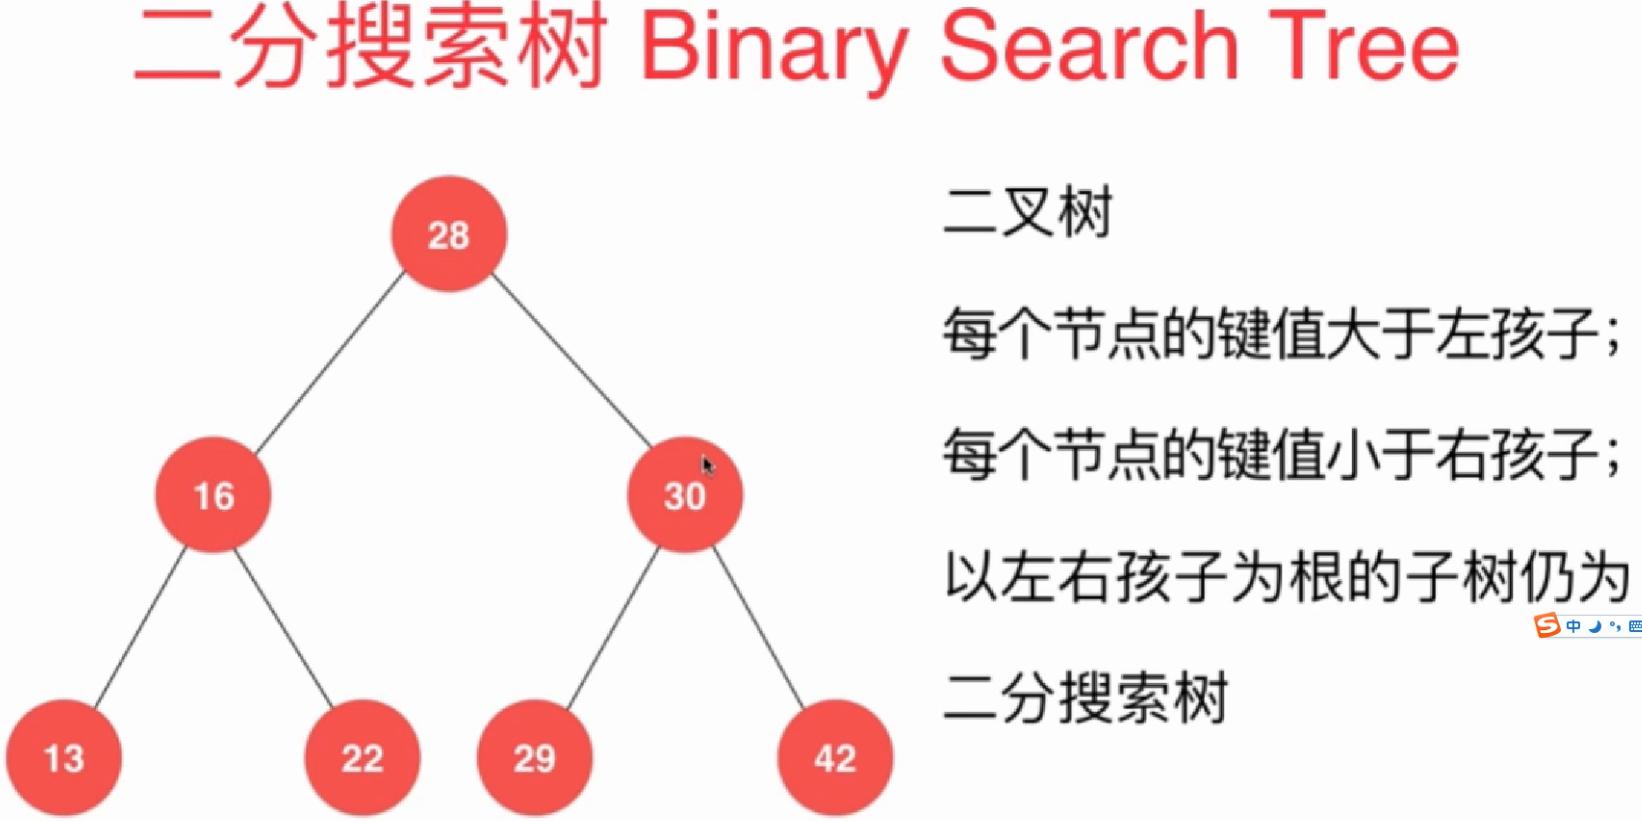 二分搜索树 Binary Search Tree
28
二叉树
每个节点的键值大于左孩子；
16
30
每个节点的键值小于右孩子；
以左右孩子为根的子树仍为
中
二分搜索树
13
22
29
42